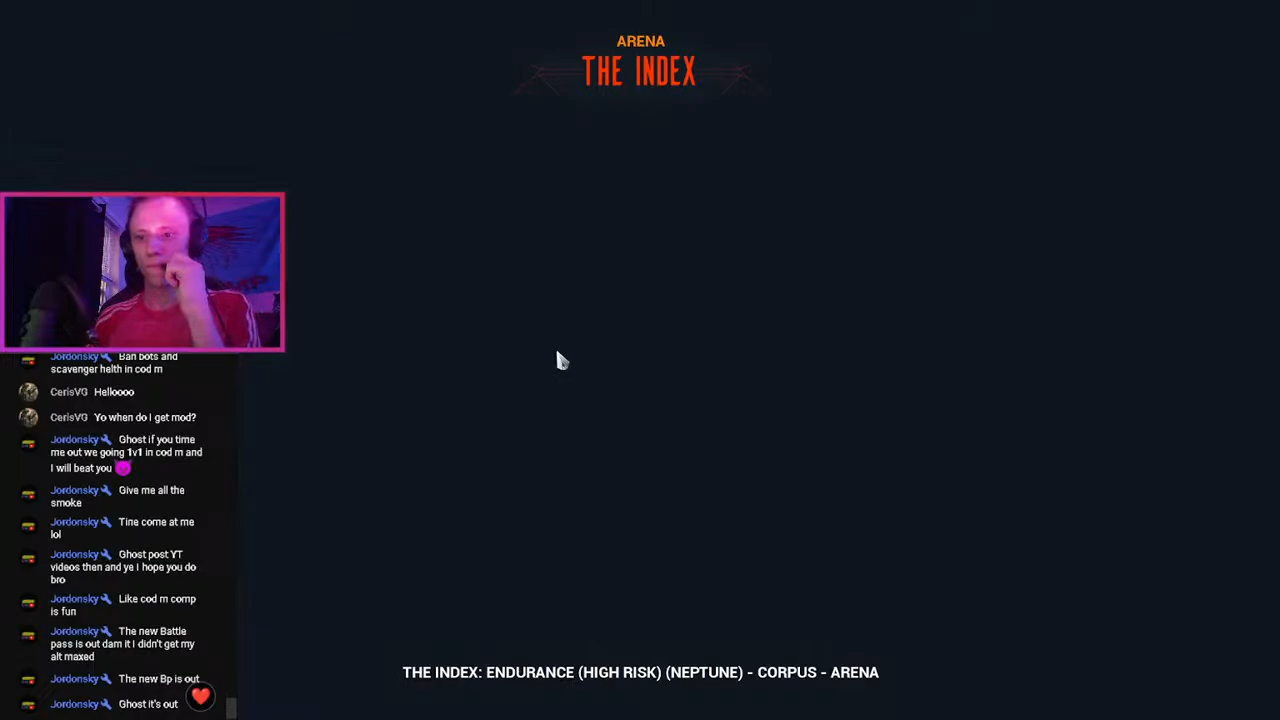 ARENA
THE INDEX
Jordonsky Ban bots and
scavenger helth in cod m
CerisVG Helloooo
CerisVG Yo when do I get mod?
Jordonsky Ghost if you time
me out we going 1v1 in cod m and
I will beat you
Jordonsky Give me all the
smoke
Jordonsky Tine come at me
lol
Jordonsky Ghost post YT
videos then and ye I hope you do
bro
Jordonsky Like cod m comp
is fun
Jordonsky The new Battle
pass is out dam it I didn't get my
alt maxed
Jordonsky The new Bp is out
Jordonsky Ghost it's out
THE INDEX: ENDURANCE (HIGH RISK) (NEPTUNE) - CORPUS - ARENA